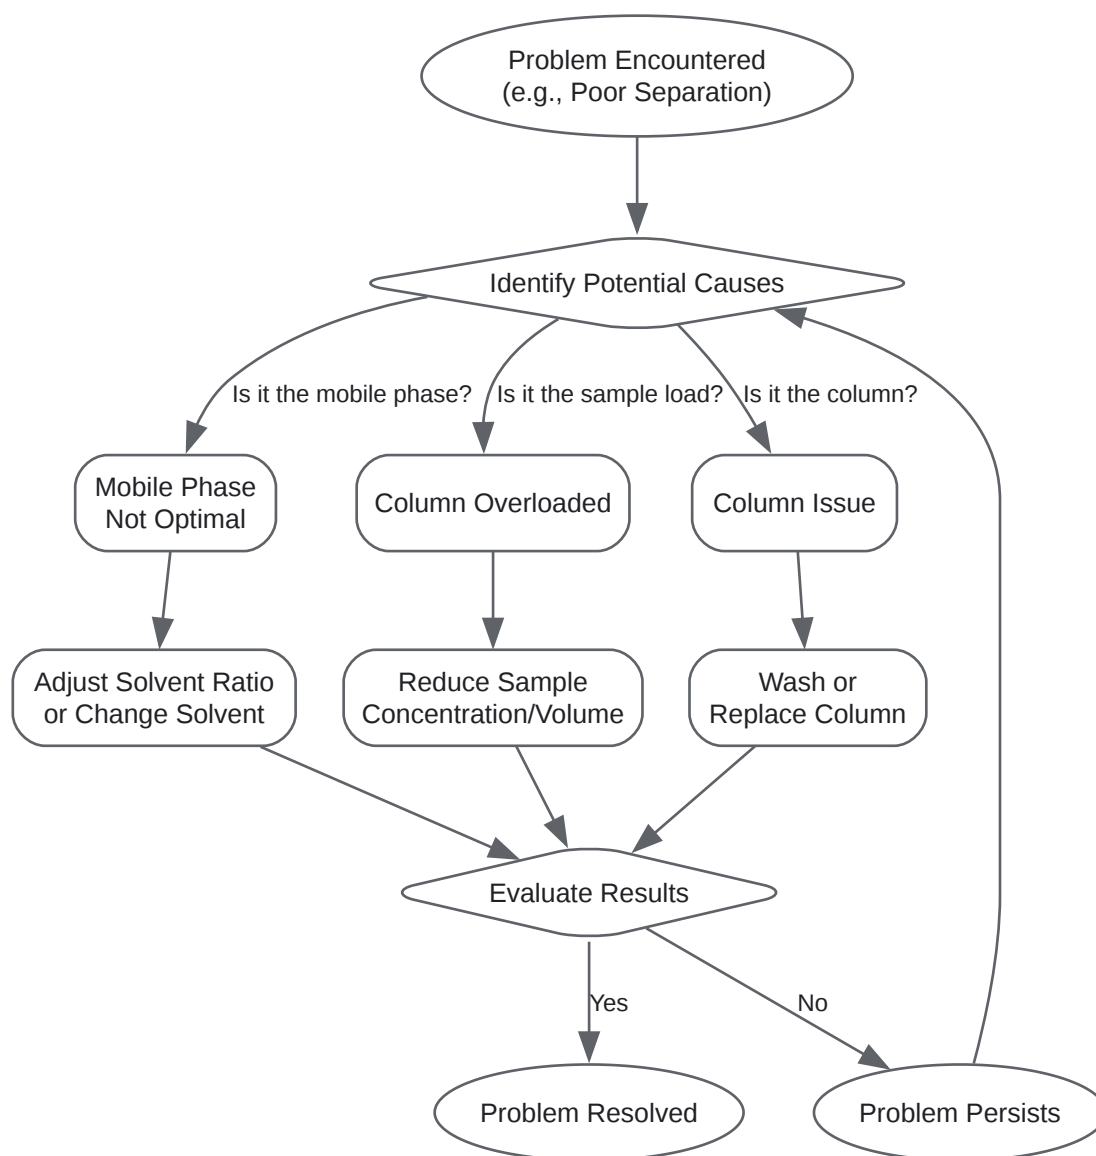 Problem Encountered
(e.g., Poor Separation)
Identify Potential Causes
Is it the mobile phase?
Is it the sample load?
Is it the column?
Mobile Phase
Not Optimal
Column Overloaded
Column Issue
Adjust Solvent Ratio
or Change Solvent
Reduce Sample
Concentration/Volume
Wash or
Replace Column
Evaluate Results
Yes
No
Problem Resolved
Problem Persists